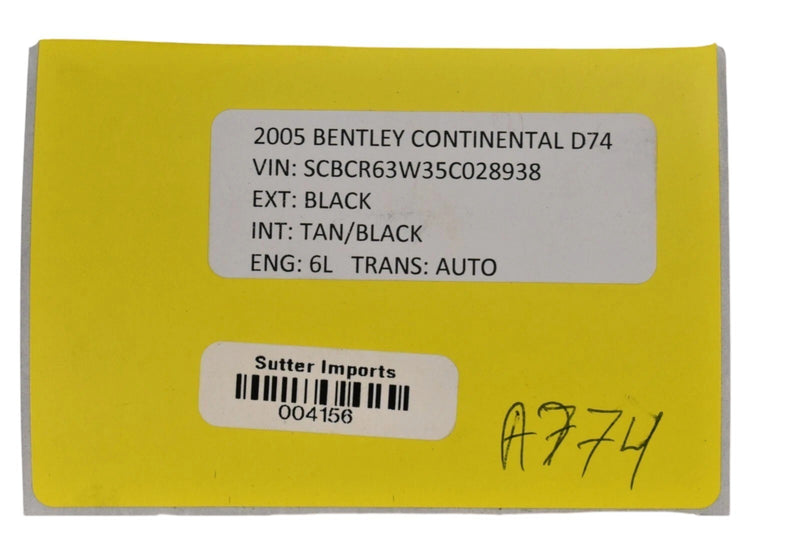 2005 BENTLEY CONTINENTAL D74
VIN: SCBCR63W35C028938
EXT: BLACK
INT: TAN/BLACK
ENG: 6L TRANS: AUTO
Sutter Imports
004156
A774